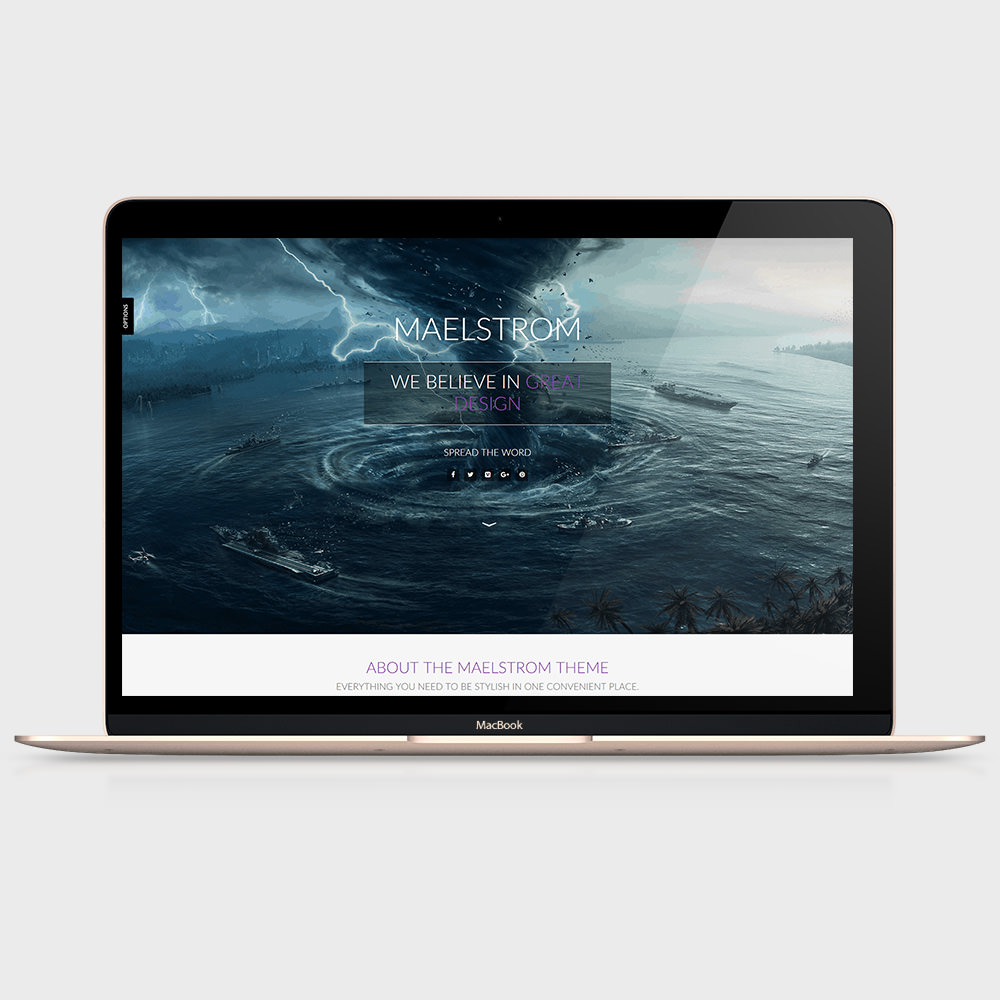 OPTIONS
MAELSTROM
WE BELIEVE IN GREAT
DESIGN
SPREAD THE WORD
ABOUT THE MAELSTROM THEME
EVERYTHING YOU NEED TO BE STYLISH IN ONE CONVENIENT PLACE.
MacBook